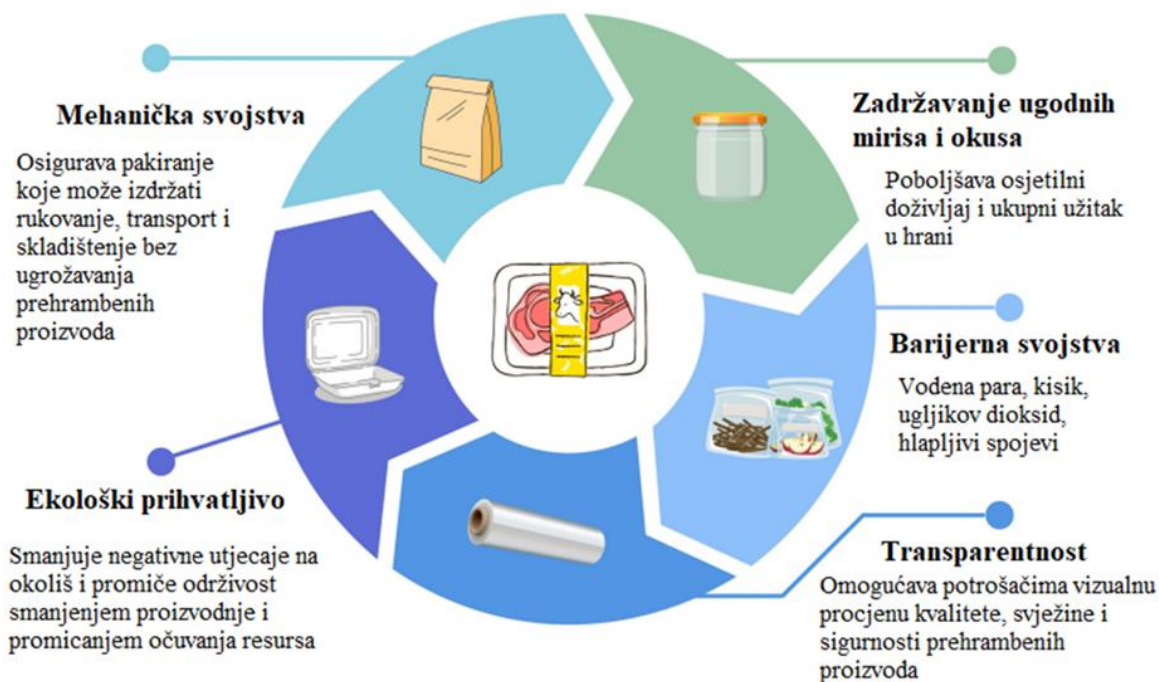 Mehanička svojstva
Osigurava pakiranje
koje može izdržati
rukovanje, transport i
skladištenje bez
ugrožavanja
prehrambenih
proizvoda
Zadržavanje ugodnih
mirisa i okusa
Poboljšava osjetilni
doživljaj i ukupni užitak
u hrani
Barijerna svojstva
Vodena para, kisik,
ugljikov dioksid,
hlapljivi spojevi
Transparentnost
Omogućava potrošačima vizualnu
procjenu kvalitete, svježine i
sigurnosti prehrambenih
proizvoda
Ekološki prihvatljivo
Smanjuje negativne utjecaje na
okoliš i promiče održivost
smanjenjem proizvodnje i
promicanjem očuvanja resursa